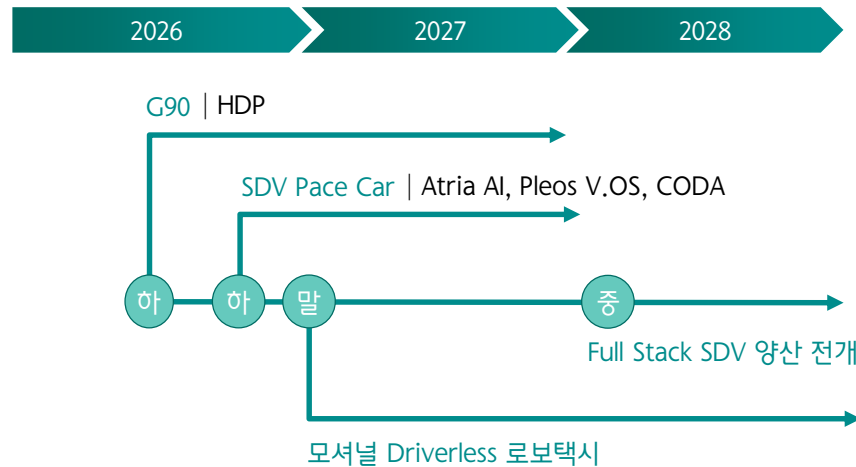 2026 2027 2028
G90 | HDP
SDV Pace Car | Atria AI, Pleos V.OS, CODA
하 하 말 중
Full Stack SDV 양산 전개
모셔널 Driverless 로보택시